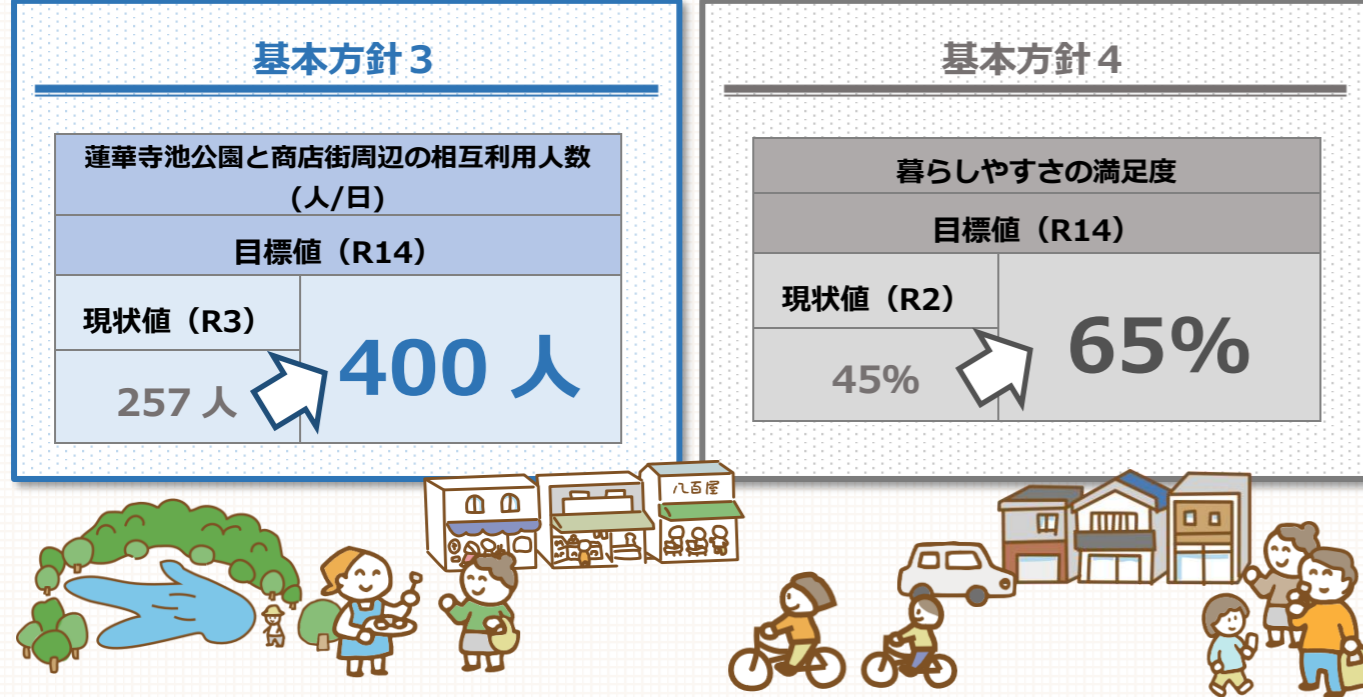 基本方針3
蓮華寺池公園と商店街周辺の相互利用人数
(人/日)
目標値（R14）
現状値（R3）
257 人
400 人
基本方針4
暮らしやすさの満足度
目標値（R14）
現状値（R2）
45%
65%
八百屋